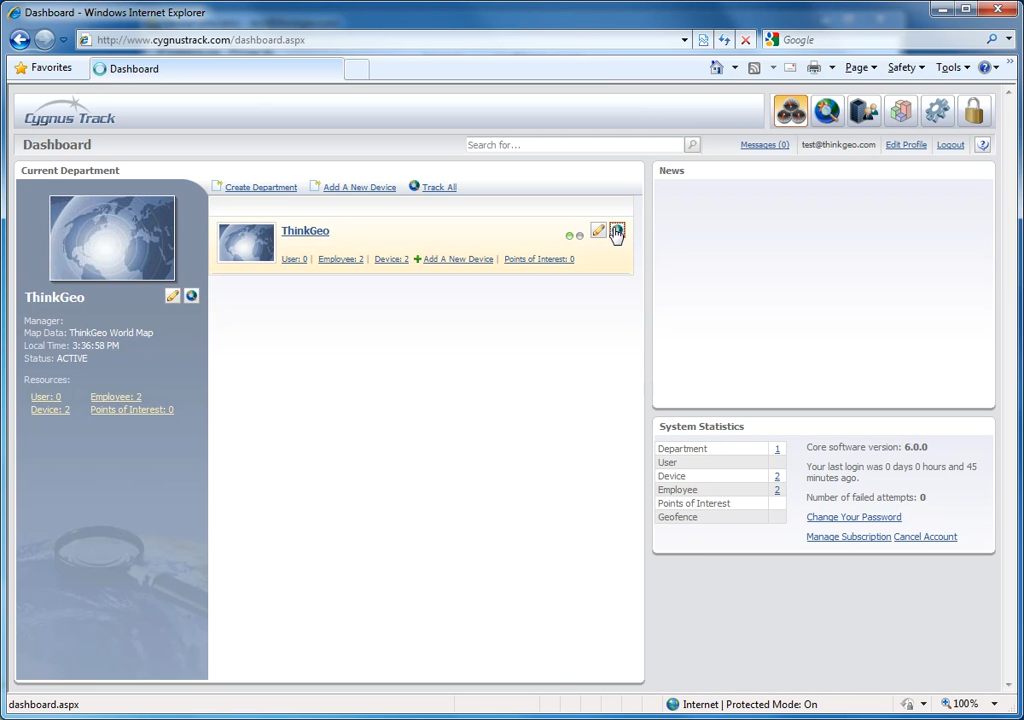 Dashboard - Windows Internet Explorer
http://www.cygnustrack.com/dashboard.aspx
Google
Favorites
Dashboard
Page
Safety
Tools
»
Cygnus Track
Dashboard
Search for...
Messages (0)
test@thinkgeo.com
Edit Profile
Logout
?
Current Department
Create Department
Add A New Device
Track All
ThinkGeo
User: 0 | Employee: 2 | Device: 2 Add A New Device | Points of Interest: 0
ThinkGeo
Manager:
Map Data: ThinkGeo World Map
Local Time: 3:36:58 PM
Status: ACTIVE
Resources:
User: 0
Employee: 2
Device: 2
Points of Interest: 0
News
System Statistics
Department 1
User
Device 2
Employee 2
Points of Interest
Geofence
Core software version: 6.0.0
Your last login was 0 days 0 hours and 45
minutes ago.
Number of failed attempts: 0
Change Your Password
Manage Subscription Cancel Account
dashboard.aspx
Internet | Protected Mode: On
100%